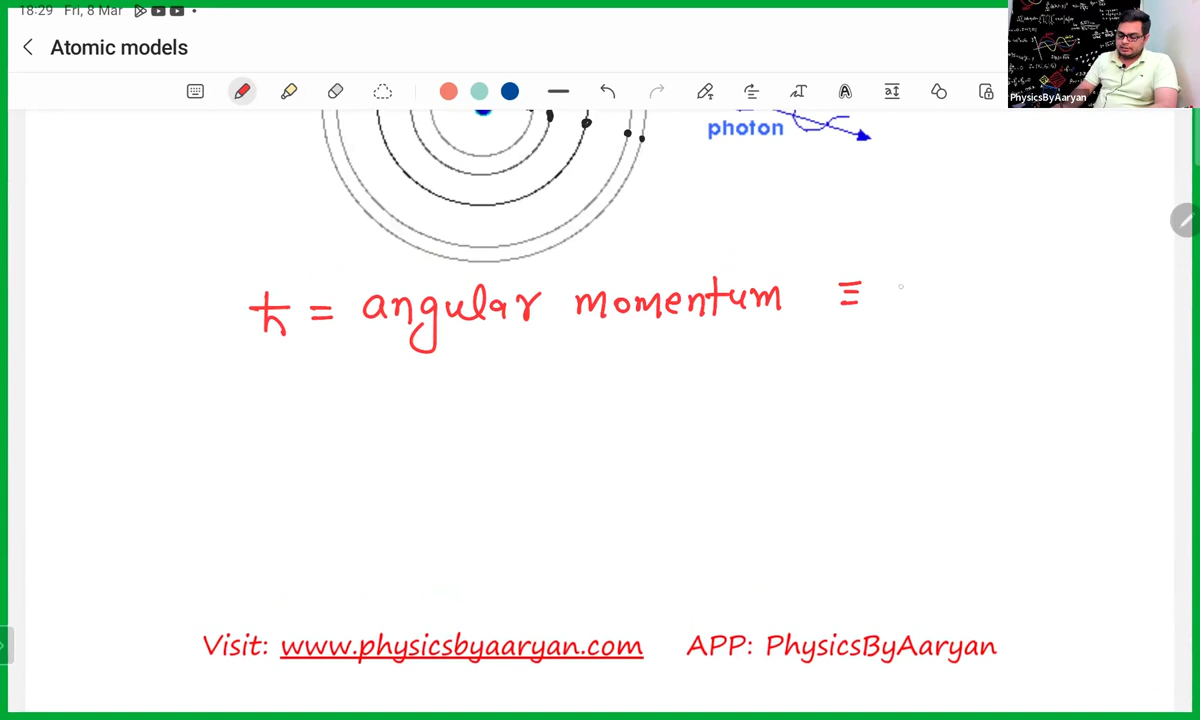 18:29 Fri, 8 Mar
Atomic models
PhysicsByAaryan
photon
ℏ = angular momentum ≡
Visit: www.physicsbyaaryan.com APP: PhysicsByAaryan